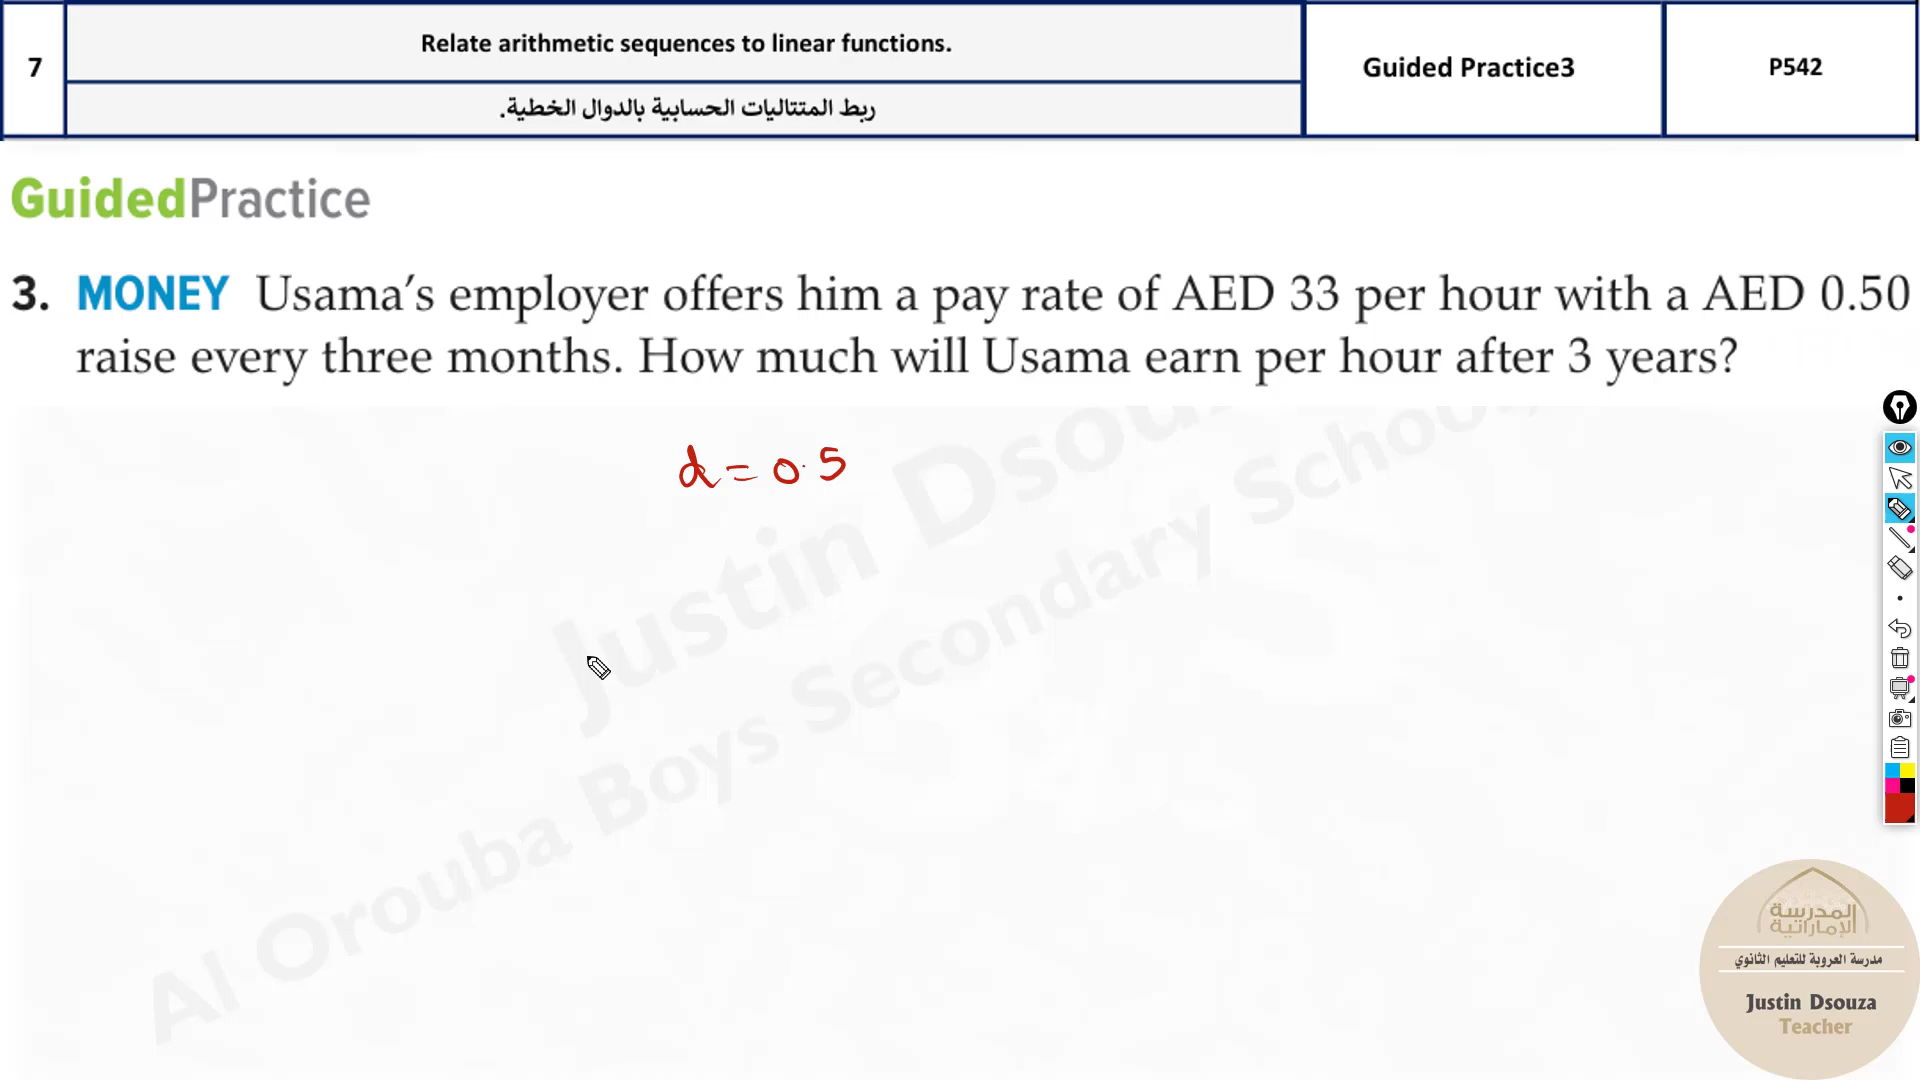 7
Relate arithmetic sequences to linear functions.
ربط المتتاليات الحسابية بالدوال الخطية.
Guided Practice3
P542
GuidedPractice
3. MONEY Usama’s employer offers him a pay rate of AED 33 per hour with a AED 0.50
raise every three months. How much will Usama earn per hour after 3 years?
d = 0.5
Justin Dsouza
Al Orouba Boys Secondary School
المدرسة
الإماراتية
مدرسة العروبة للتعليم الثانوي
Justin Dsouza
Teacher